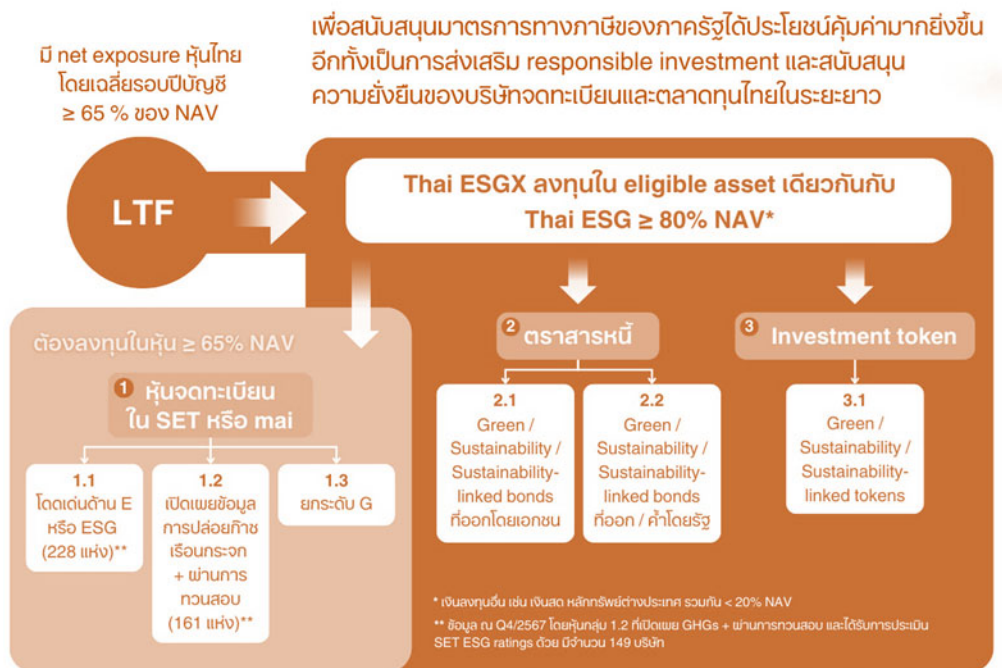 มี net exposure หุ้นไทย
โดยเฉลี่ยรอบปีบัญชี
≥ 65 % ของ NAV
เพื่อสนับสนุนมาตรการทางภาษีของภาครัฐได้ประโยชน์คุ้มค่ามากยิ่งขึ้น
อีกทั้งเป็นการส่งเสริม responsible investment และสนับสนุน
ความยั่งยืนของบริษัทจดทะเบียนและตลาดทุนไทยในระยะยาว
LTF
Thai ESGX ลงทุนใน eligible asset เดียวกันกับ
Thai ESG ≥ 80% NAV*
ต้องลงทุนในหุ้น ≥ 65% NAV
1 หุ้นจดทะเบียน
ใน SET หรือ mai
1.1
โดดเด่นด้าน E
หรือ ESG
(228 แห่ง)**
1.2
เปิดเผยข้อมูล
การปล่อยก๊าซ
เรือนกระจก
+ ผ่านการ
ทวนสอบ
(161 แห่ง)**
1.3
ยกระดับ G
2 ตราสารหนี้
2.1
Green /
Sustainability /
Sustainability-
linked bonds
ที่ออกโดยเอกชน
2.2
Green /
Sustainability /
Sustainability-
linked bonds
ที่ออก / ค้ำโดยรัฐ
3 Investment token
3.1
Green /
Sustainability /
Sustainability-
linked tokens
* เงินลงทุนอื่น เช่น เงินสด หลักทรัพย์ต่างประเทศ รวมกัน < 20% NAV
** ข้อมูล ณ Q4/2567 โดยหุ้นกลุ่ม 1.2 ที่เปิดเผย GHGs + ผ่านการทวนสอบ และได้รับการประเมิน
SET ESG ratings ด้วย มีจำนวน 149 บริษัท